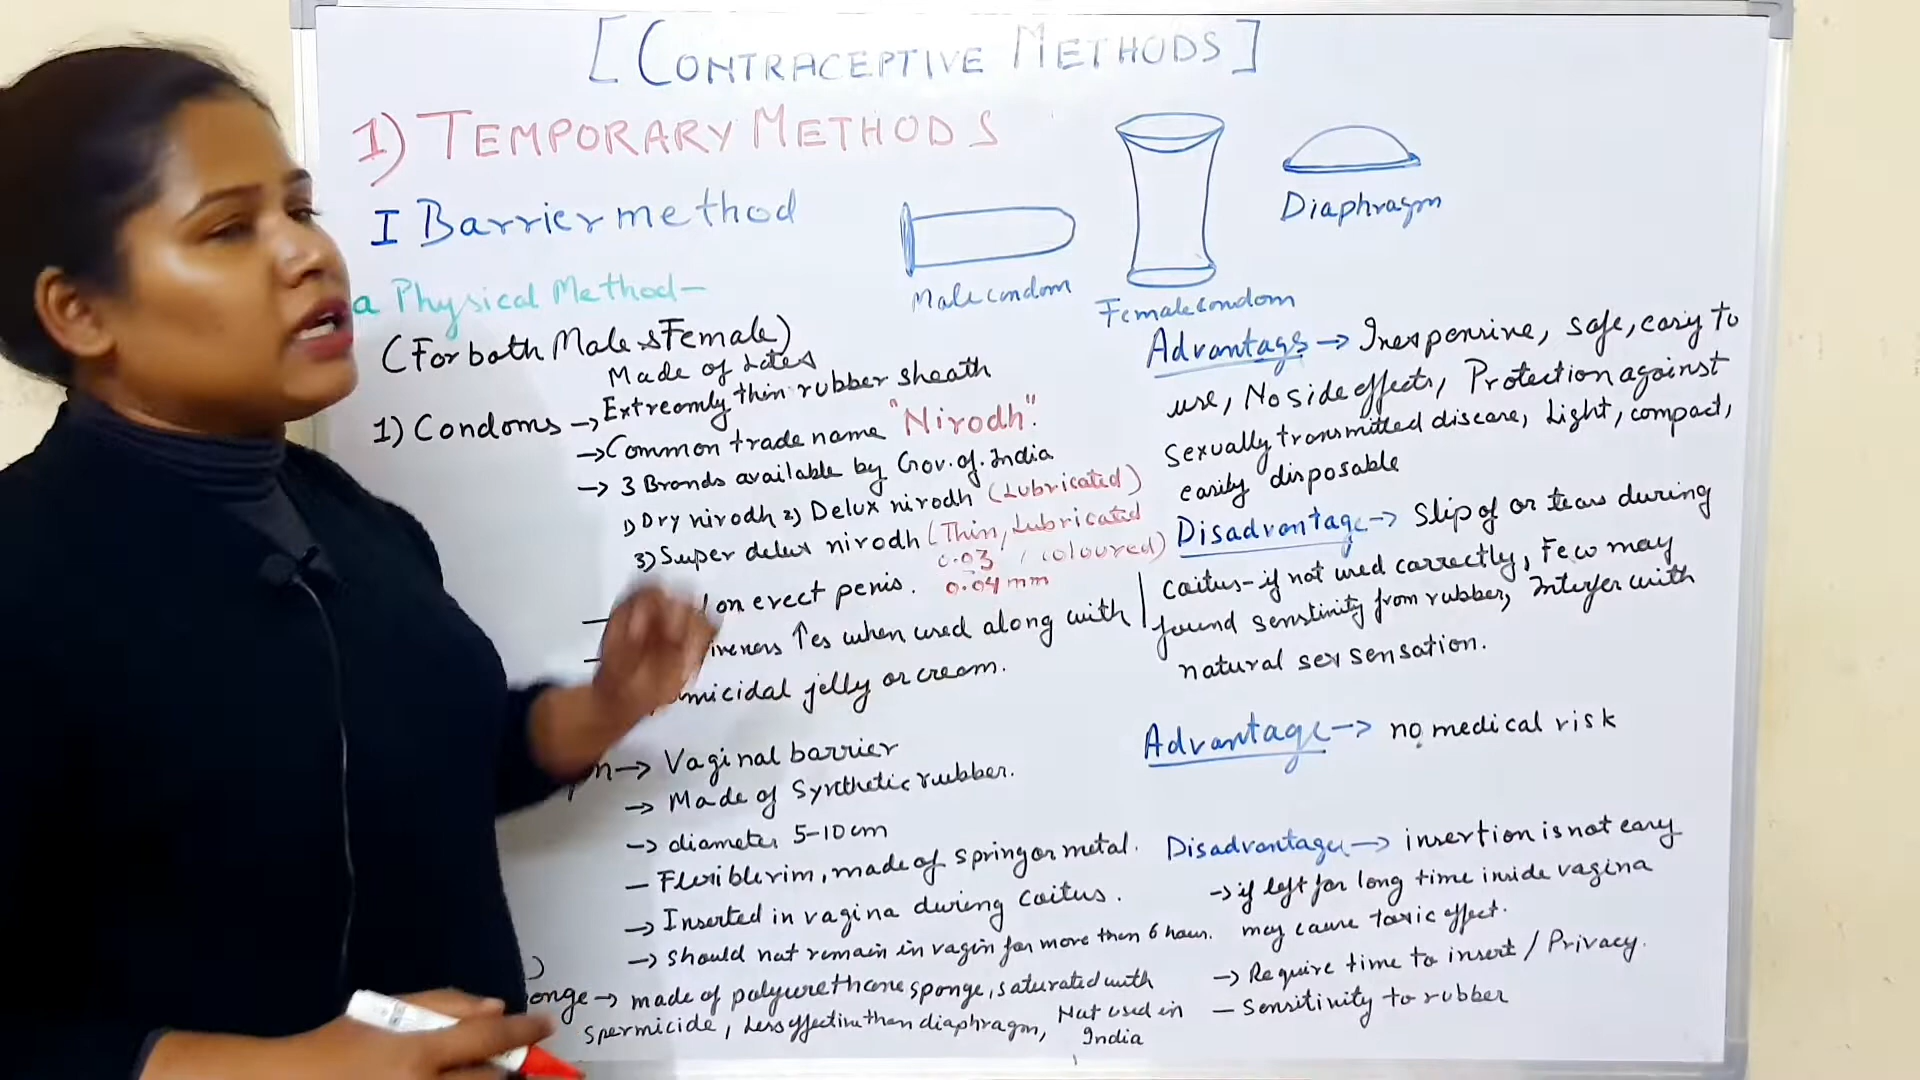 [CONTRACEPTIVE METHODS]
1) TEMPORARY METHODS
I Barrier method
a Physical Method-
(For both Male & Female)
Made of Latex
1) Condoms → Extreamly thin rubber sheath
→ Common trade name "Nirodh".
→ 3 Brands available by Gov. of. India
1) Dry nirodh 2) Delux nirodh (Lubricated)
3) Super delux nirodh (Thin, Lubricated
0.03 / coloured)
0.04 mm
on erect penis.
iveness ↑es when used along with
micidal jelly or cream.
n → Vaginal barrier
→ Made of Synthetic rubber.
→ diameter 5-10 cm
- Flexible rim, made of spring or metal.
→ Inserted in vagina during coitus.
→ should not remain in vagin for more then 6 hour.
onge → made of polyurethane sponge, saturated with
spermicide, Less effective than diaphragm, Not used in
India
Male condom
Female condom
Diaphragm
Advantags → Inexpensive, safe, easy to
use, No side effects, Protection against
Sexually transmitted disease, Light, compact,
easily disposable
Disadvantage → Slip of or tears during
coitus - if not used correctly, Few may
found senstivity from rubber, Interfer with
natural sex sensation.
Advantage → no medical risk
Disadvantage → insertion is not easy
→ if left for long time inside vagina
may cause toxic effect.
→ Require time to insert / Privacy.
- Sensitivity to rubber